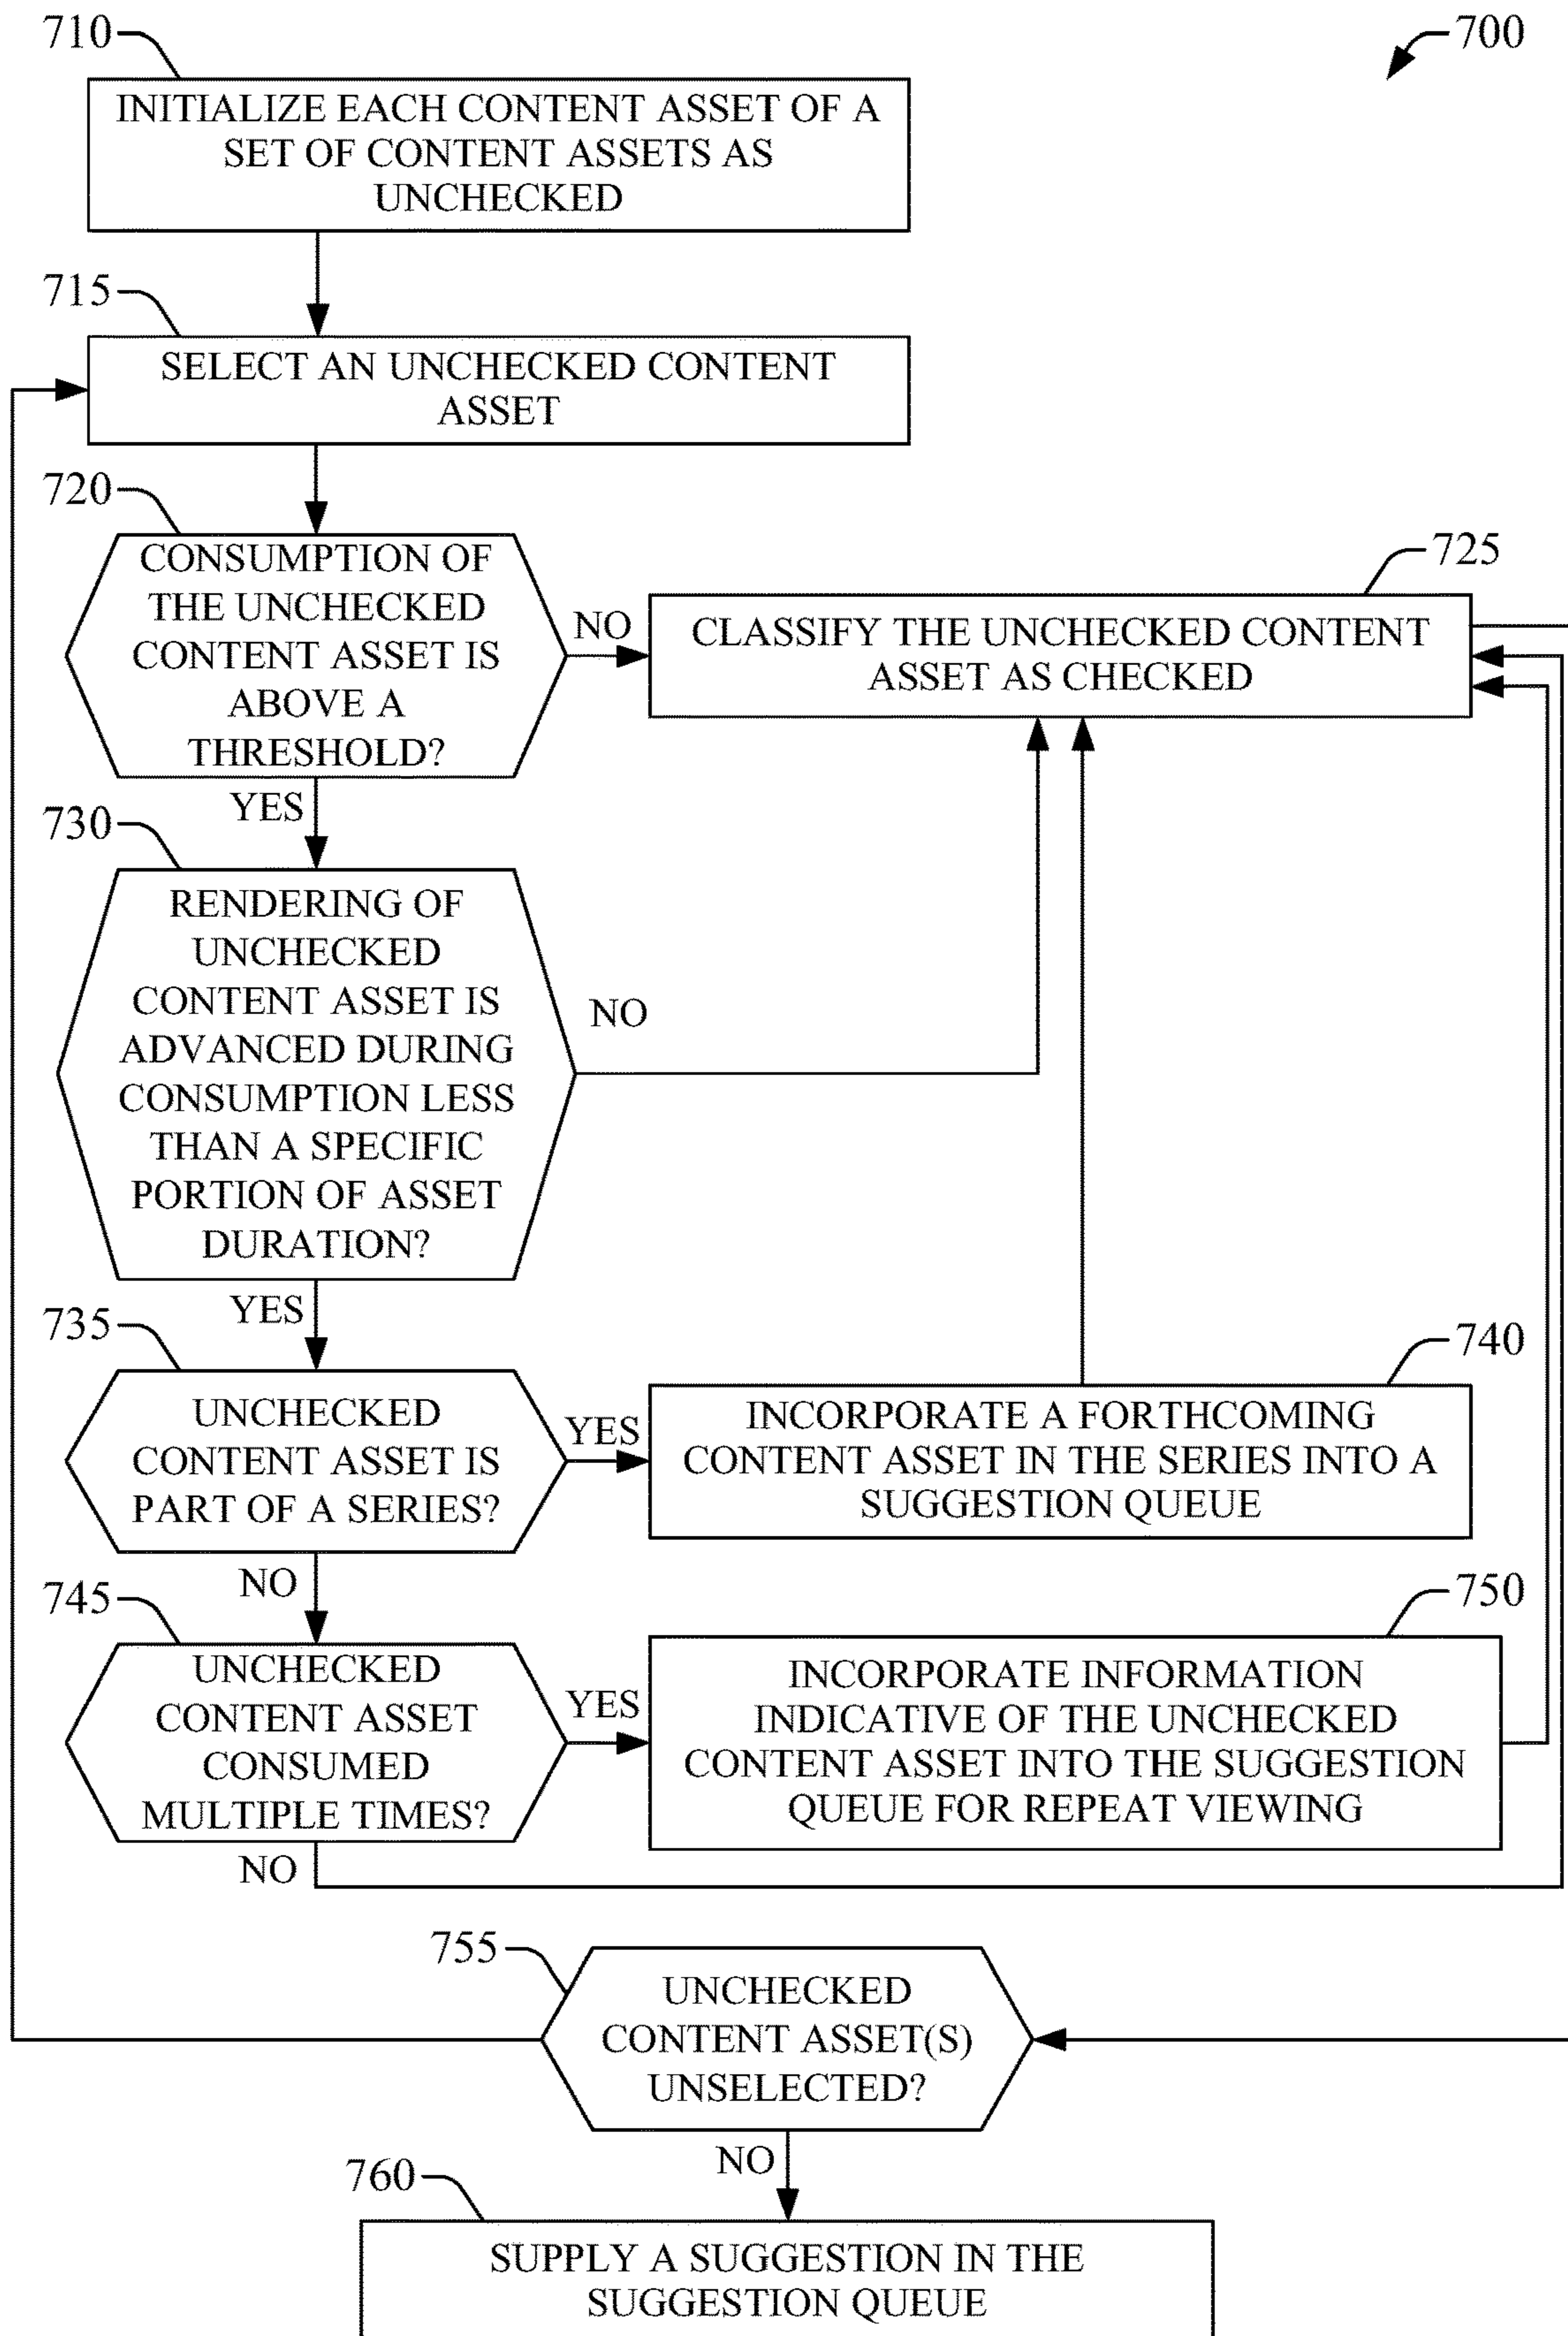 710
700
INITIALIZE EACH CONTENT ASSET OF A
SET OF CONTENT ASSETS AS
UNCHECKED
715
SELECT AN UNCHECKED CONTENT
ASSET
720
CONSUMPTION OF
THE UNCHECKED
CONTENT ASSET IS
ABOVE A
THRESHOLD?
NO
725
CLASSIFY THE UNCHECKED CONTENT
ASSET AS CHECKED
YES
730
RENDERING OF
UNCHECKED
CONTENT ASSET IS
ADVANCED DURING
CONSUMPTION LESS
THAN A SPECIFIC
PORTION OF ASSET
DURATION?
NO
YES
735
UNCHECKED
CONTENT ASSET IS
PART OF A SERIES?
YES
740
INCORPORATE A FORTHCOMING
CONTENT ASSET IN THE SERIES INTO A
SUGGESTION QUEUE
NO
745
UNCHECKED
CONTENT ASSET
CONSUMED
MULTIPLE TIMES?
YES
750
INCORPORATE INFORMATION
INDICATIVE OF THE UNCHECKED
CONTENT ASSET INTO THE SUGGESTION
QUEUE FOR REPEAT VIEWING
NO
755
UNCHECKED
CONTENT ASSET(S)
UNSELECTED?
NO
760
SUPPLY A SUGGESTION IN THE
SUGGESTION QUEUE